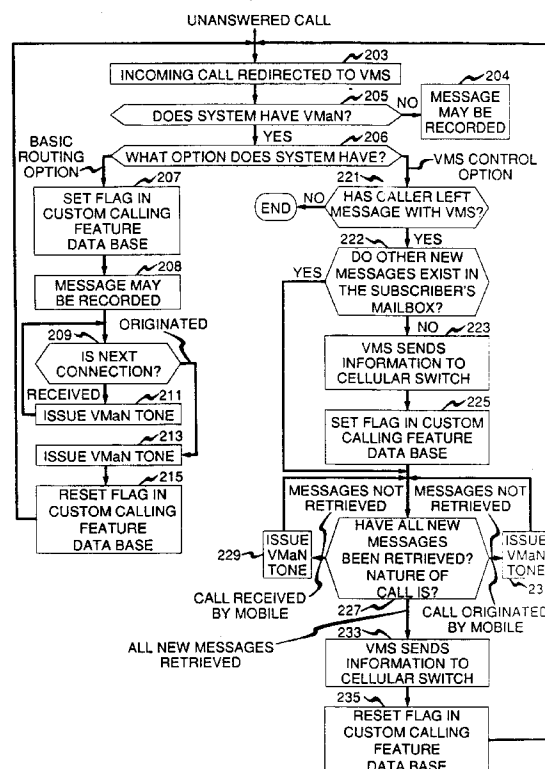 UNANSWERED CALL
203
INCOMING CALL REDIRECTED TO VMS
204
MESSAGE
MAY BE
RECORDED
205
DOES SYSTEM HAVE VMaN?
NO
YES
206
WHAT OPTION DOES SYSTEM HAVE?
BASIC
ROUTING
OPTION
VMS CONTROL
OPTION
207
SET FLAG IN
CUSTOM CALLING
FEATURE
DATA BASE
208
MESSAGE MAY
BE RECORDED
ORIGINATED
209
IS NEXT
CONNECTION?
RECEIVED
211
ISSUE VMaN TONE
213
ISSUE VMaN TONE
215
RESET FLAG IN
CUSTOM CALLING
FEATURE
DATA BASE
221
HAS CALLER LEFT
MESSAGE WITH VMS?
NO
END
YES
222
DO OTHER NEW
MESSAGES EXIST IN
THE SUBSCRIBER'S
MAILBOX?
YES
NO
223
VMS SENDS
INFORMATION TO
CELLULAR SWITCH
225
SET FLAG IN CUSTOM
CALLING FEATURE
DATA BASE
MESSAGES NOT
RETRIEVED
MESSAGES NOT
RETRIEVED
229
ISSUE
VMaN
TONE
HAVE ALL NEW
MESSAGES
BEEN RETRIEVED?
NATURE OF
CALL IS?
ISSUE
VMaN
TONE
23
CALL RECEIVED
BY MOBILE
227
CALL ORIGINATED
BY MOBILE
ALL NEW MESSAGES
RETRIEVED
233
VMS SENDS
INFORMATION TO
CELLULAR SWITCH
235
RESET FLAG IN
CUSTOM CALLING
FEATURE
DATA BASE